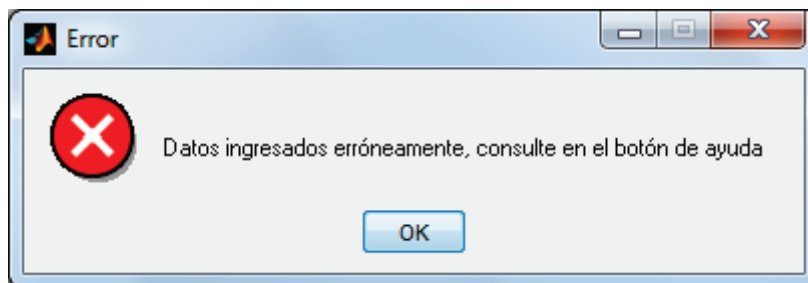 Error
Datos ingresados erróneamente, consulte en el botón de ayuda
OK